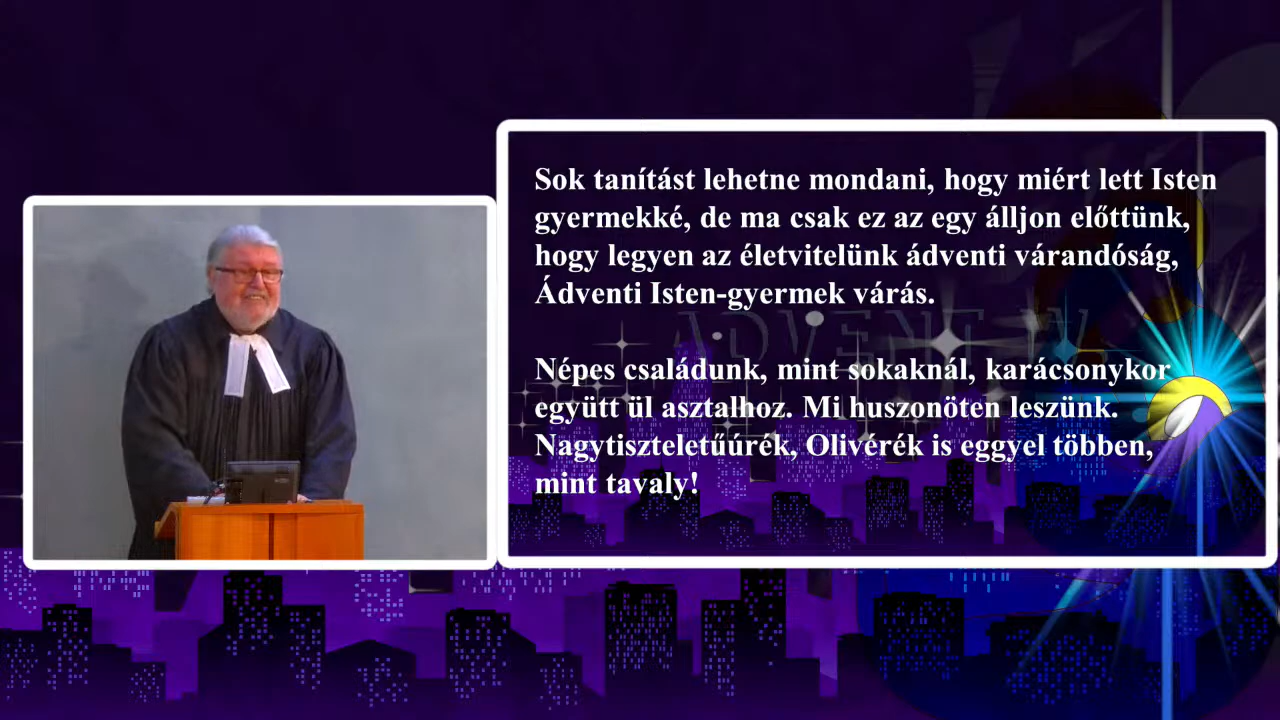 Sok tanítást lehetne mondani, hogy miért lett Isten
gyermekké, de ma csak ez az egy álljon előttünk,
hogy legyen az életvitelünk ádventi várandóság,
Ádventi Isten-gyermek várás.
Népes családunk, mint sokaknál, karácsonykor
együtt ül asztalhoz. Mi huszonöten leszünk.
Nagytiszteletűúrék, Olivérék is eggyel többen,
mint tavaly!